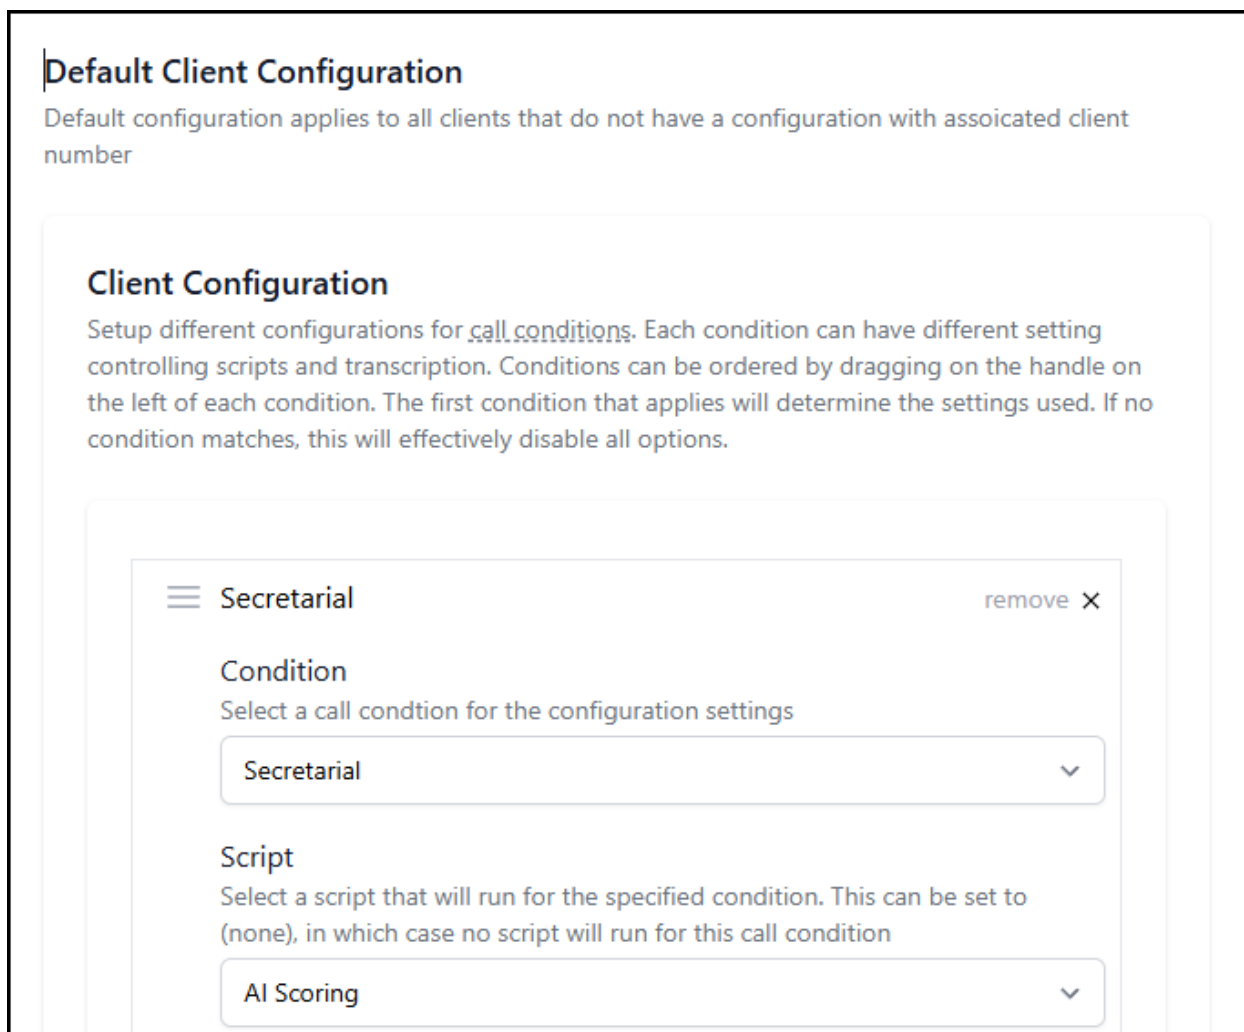 Default Client Configuration
Default configuration applies to all clients that do not have a configuration with assoicated client
number
Client Configuration
Setup different configurations for call conditions. Each condition can have different setting
controlling scripts and transcription. Conditions can be ordered by dragging on the handle on
the left of each condition. The first condition that applies will determine the settings used. If no
condition matches, this will effectively disable all options.
Secretarial remove ×
Condition
Select a call condtion for the configuration settings
Secretarial
Script
Select a script that will run for the specified condition. This can be set to
(none), in which case no script will run for this call condition
AI Scoring